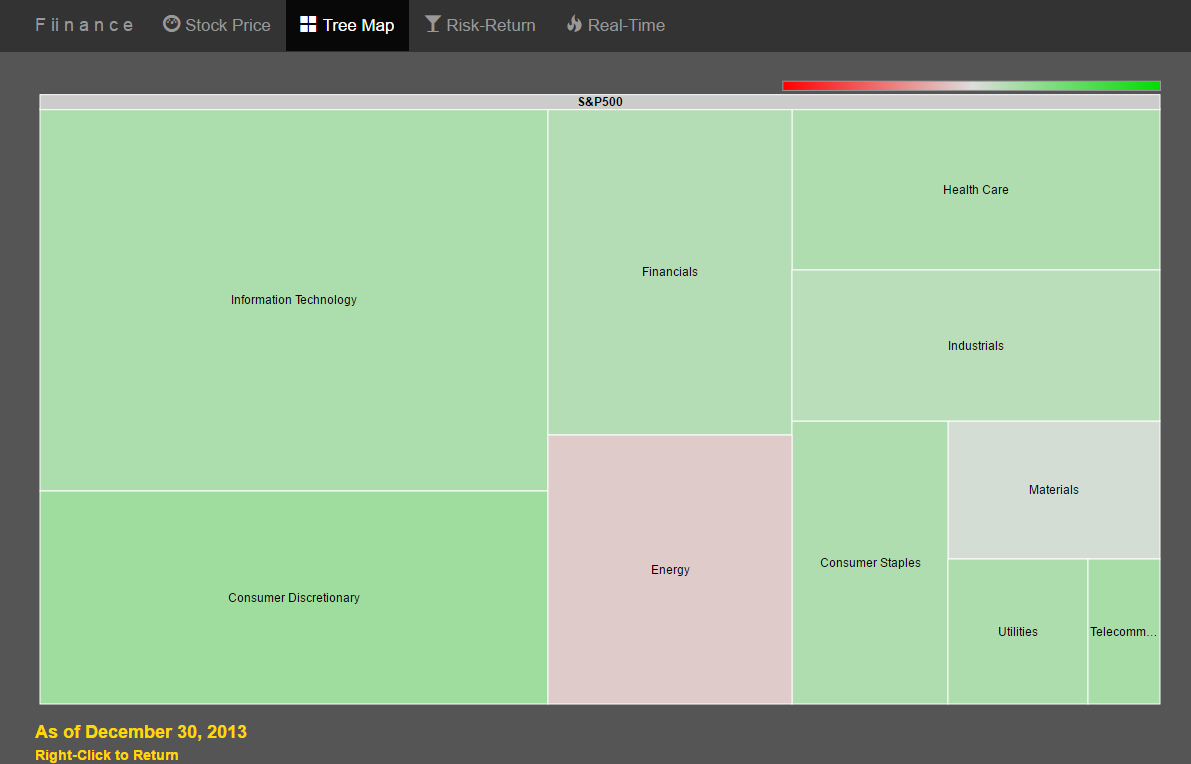 Fiinance Stock Price Tree Map Risk-Return Real-Time
S&P500
Information Technology
Financials
Health Care
Industrials
Consumer Discretionary
Energy
Consumer Staples
Materials
Utilities
Telecomm...
As of December 30, 2013
Right-Click to Return